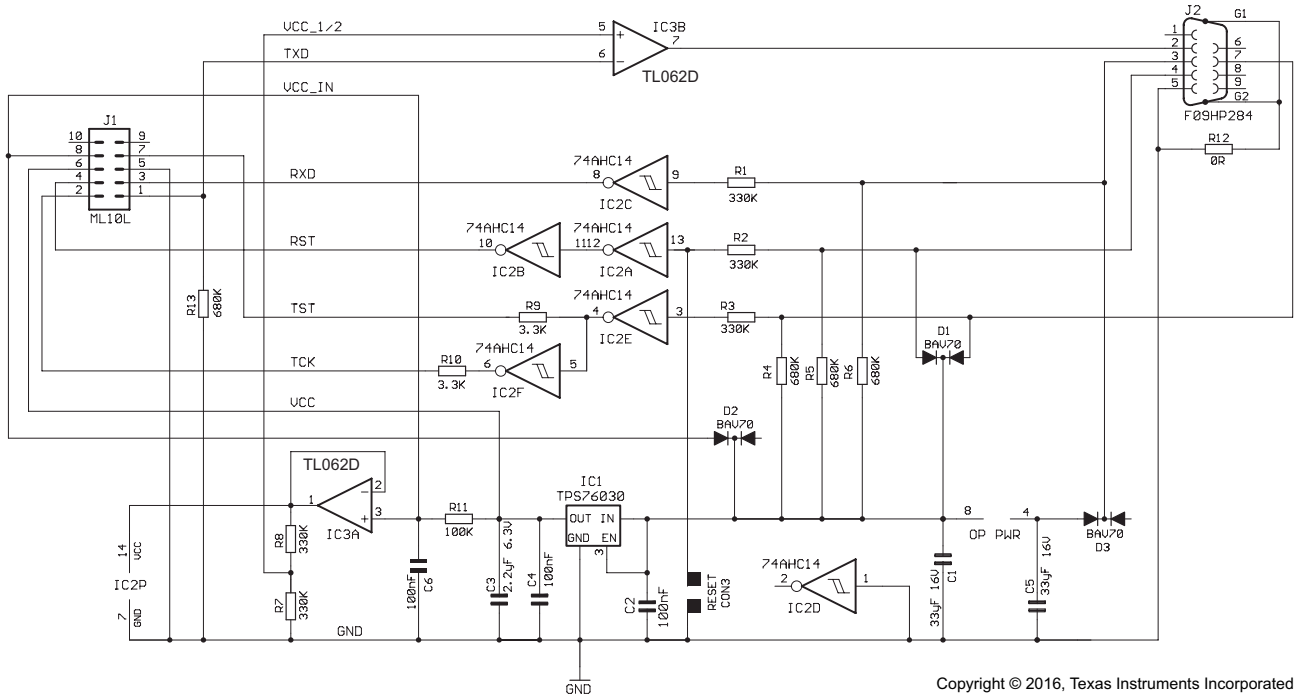 VCC_1/2
5
IC3B
7
J2
G1
TXD
6
TL062D
1
2
3
4
5
6
7
8
9
G2
F09HP284
VCC_IN
J1
10
9
8
7
6
5
4
3
2
1
ML10L
R12
0R
74AHC14
RXD
8
9
R1
330K
IC2C
74AHC14
74AHC14
RST
10
11
12
13
R2
330K
IC2B
IC2A
R13
680K
74AHC14
TST
R9
3.3K
4
3
R3
330K
IC2E
D1
BAV70
74AHC14
TCK
R10
3.3K
6
5
IC2F
R4
680K
R5
680K
R6
680K
VCC
D2
BAV70
TL062D
1
2
3
IC3A
R11
100K
IC1
TPS76030
OUT IN
GND EN
3
8
4
OP PWR
BAV70
D3
14
VCC
IC2P
7
GND
R8
330K
R7
330K
100nF
C6
C3
2.2µF 6.3V
C4
100nF
C2
100nF
RESET
CON3
74AHC14
2
1
IC2D
33µF 16V
C1
C5
33µF 16V
GND
GND
Copyright © 2016, Texas Instruments Incorporated